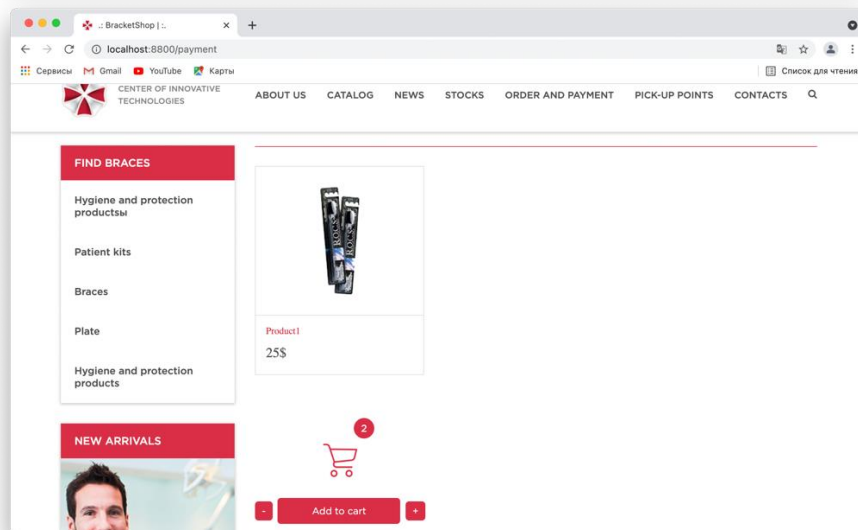 .: BracketShop | :.
localhost:8800/payment
Сервисы Gmail YouTube Карты Список для чтения
CENTER OF INNOVATIVE
TECHNOLOGIES
ABOUT US CATALOG NEWS STOCKS ORDER AND PAYMENT PICK-UP POINTS CONTACTS
FIND BRACES
Hygiene and protection
productsы
Patient kits
Braces
Plate
Hygiene and protection
products
ROCS
Product1
25$
2
NEW ARRIVALS
- Add to cart +